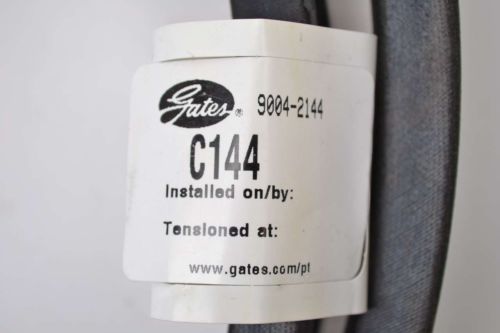 Gates® 9004-2144
C144
Installed on/by:
Tensioned at:
www.gates.com/pt